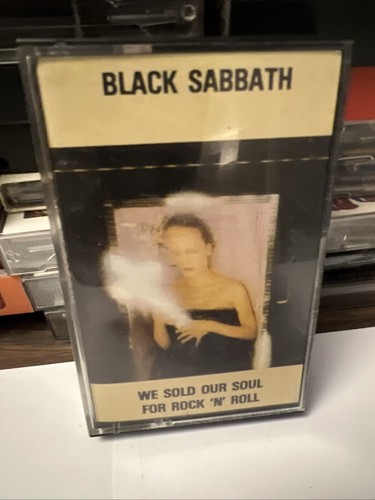 BLACK SABBATH
WE SOLD OUR SOUL
FOR ROCK 'N' ROLL